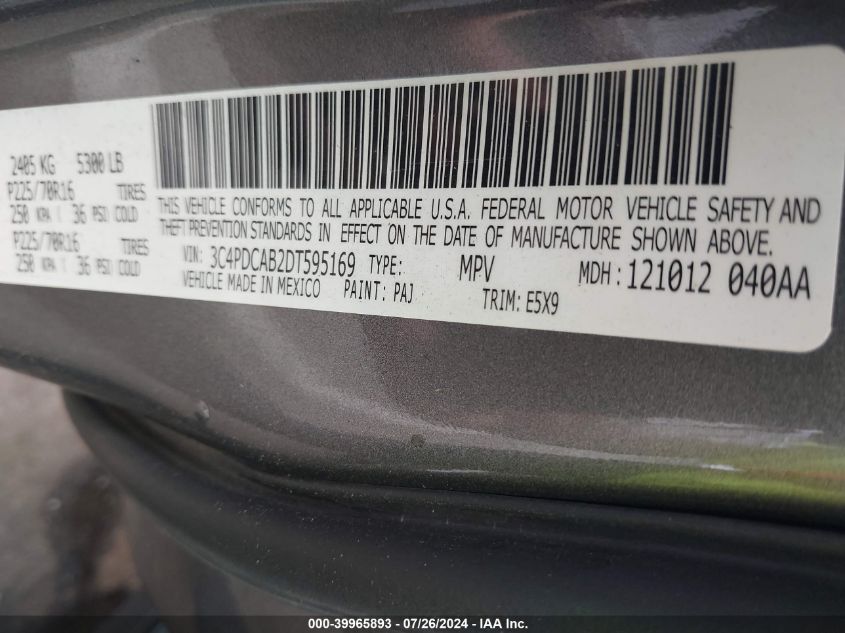 2405 KG 5300 LB
P225/70R16 TIRES
250 KPA | 36 PSI COLD
P225/70R16 TIRES
250 KPA | 36 PSI COLD
THIS VEHICLE CONFORMS TO ALL APPLICABLE U.S.A. FEDERAL MOTOR VEHICLE SAFETY AND
THEFT PREVENTION STANDARDS IN EFFECT ON THE DATE OF MANUFACTURE SHOWN ABOVE.
VIN: 3C4PDCAB2DT595169 TYPE: MPV MDH: 121012 040AA
VEHICLE MADE IN MEXICO PAINT: PAJ TRIM: E5X9
000-39965893 / 07/26/2024 - IAA Inc.